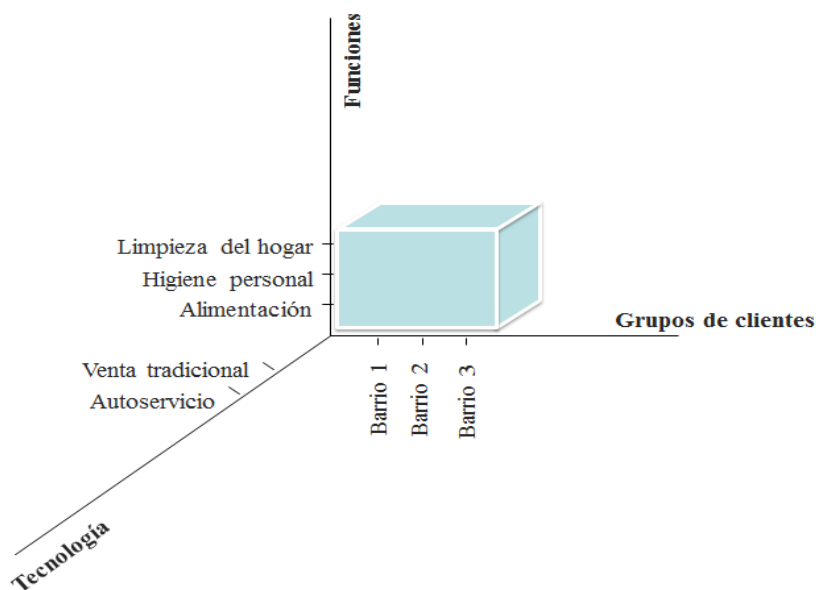 Funciones
Limpieza del hogar
Higiene personal
Alimentación
Grupos de clientes
Venta tradicional
Autoservicio
Barrio 1
Barrio 2
Barrio 3
Tecnología